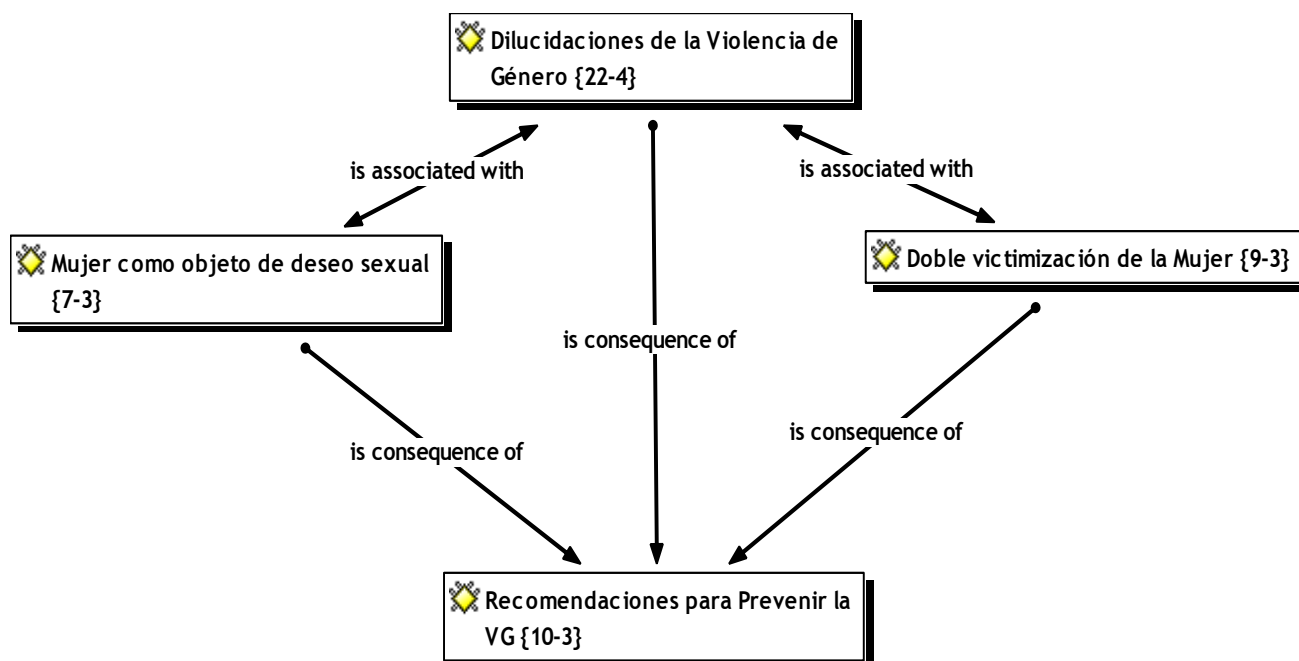 Dilucidaciones de la Violencia de
Género {22-4}
is associated with
is associated with
Mujer como objeto de deseo sexual
{7-3}
Doble victimización de la Mujer {9-3}
is consequence of
is consequence of
is consequence of
Recomendaciones para Prevenir la
VG {10-3}